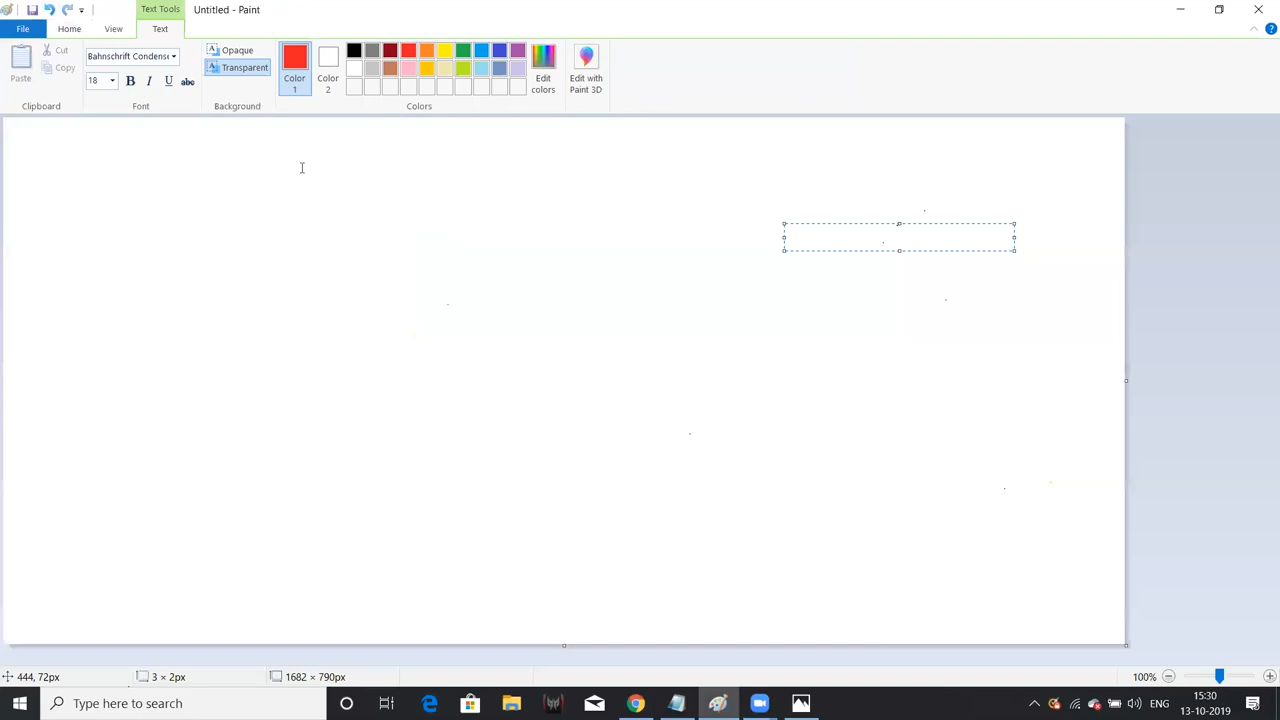 Text Tools
Untitled - Paint
File
Home
View
Text
Paste
Cut
Copy
Clipboard
Bahnschrift Condense
18
B
I
U
abc
Font
A Opaque
A Transparent
Background
Color
1
Color
2
Colors
Edit
colors
Edit with
Paint 3D
444, 72px
3 × 2px
1682 × 790px
100%
Type here to search
ENG
15:30
13-10-2019